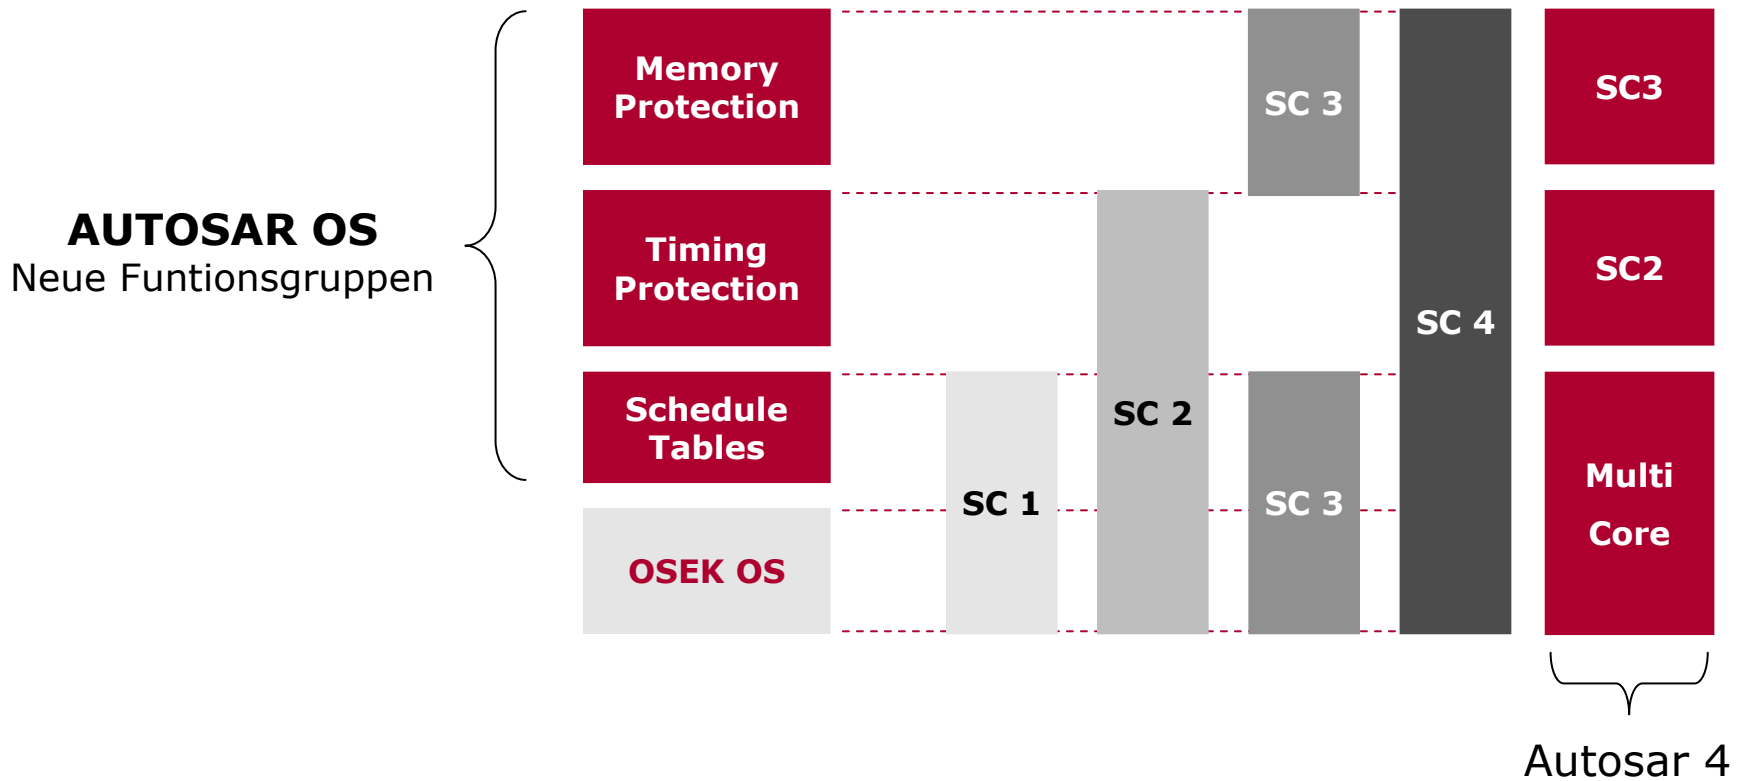 AUTOSAR OS
Neue Funtionsgruppen
Memory
Protection
Timing
Protection
Schedule
Tables
OSEK OS
SC 1
SC 2
SC 3
SC 3
SC 4
SC3
SC2
Multi
Core
Autosar 4